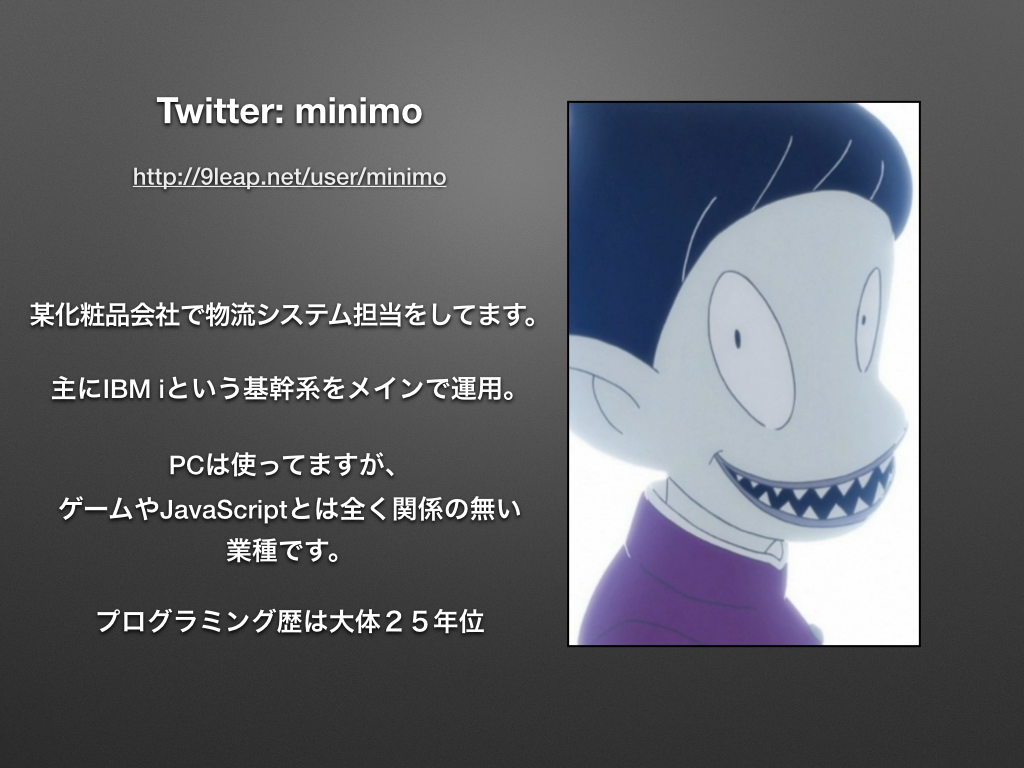 Twitter: minimo
http://9leap.net/user/minimo
某化粧品会社で物流システム担当をしてます。
主にIBM iという基幹系をメインで運用。
PCは使ってますが、
ゲームやJavaScriptとは全く関係の無い
業種です。
プログラミング歴は大体２５年位